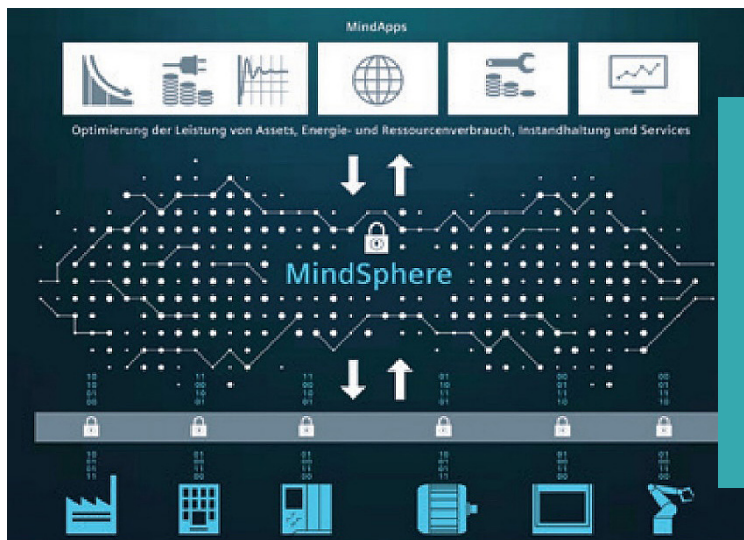 MindApps
Optimierung der Leistung von Assets, Energie- und Ressourcenverbrauch, Instandhaltung und Services
MindSphere